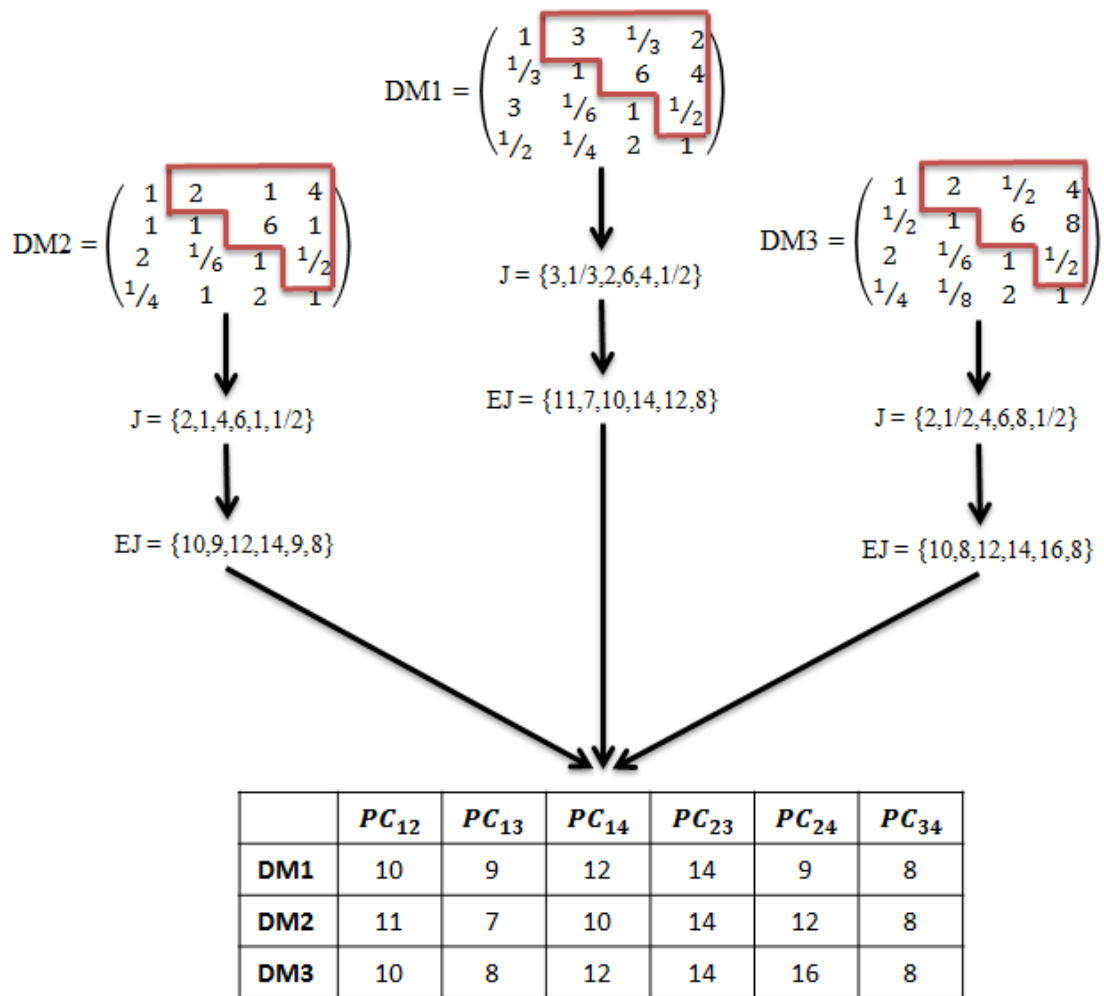 DM1 =
1 3 1/3 2
1/3 1 6 4
3 1/6 1 1/2
1/2 1/4 2 1
DM2 =
1 2 1 4
1 1 6 1
2 1/6 1 1/2
1/4 1 2 1
DM3 =
1 2 1/2 4
1/2 1 6 8
2 1/6 1 1/2
1/4 1/8 2 1
J = {3,1/3,2,6,4,1/2}
EJ = {11,7,10,14,12,8}
J = {2,1,4,6,1,1/2}
EJ = {10,9,12,14,9,8}
J = {2,1/2,4,6,8,1/2}
EJ = {10,8,12,14,16,8}
PC12 PC13 PC14 PC23 PC24 PC34
DM1 10 9 12 14 9 8
DM2 11 7 10 14 12 8
DM3 10 8 12 14 16 8